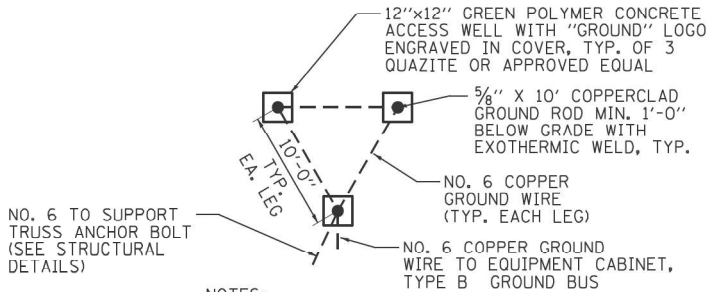 12"x12" GREEN POLYMER CONCRETE
ACCESS WELL WITH "GROUND" LOGO
ENGRAVED IN COVER, TYP. OF 3
QUAZITE OR APPROVED EQUAL
5/8" X 10' COPPERCLAD
GROUND ROD MIN. 1'-0"
BELOW GRADE WITH
EXOTHERMIC WELD, TYP.
10'-0"
TYP.
EA. LEG
NO. 6 COPPER
GROUND WIRE
(TYP. EACH LEG)
NO. 6 TO SUPPORT
TRUSS ANCHOR BOLT
(SEE STRUCTURAL
DETAILS)
NO. 6 COPPER GROUND
WIRE TO EQUIPMENT CABINET,
TYPE B GROUND BUS
NOTES: